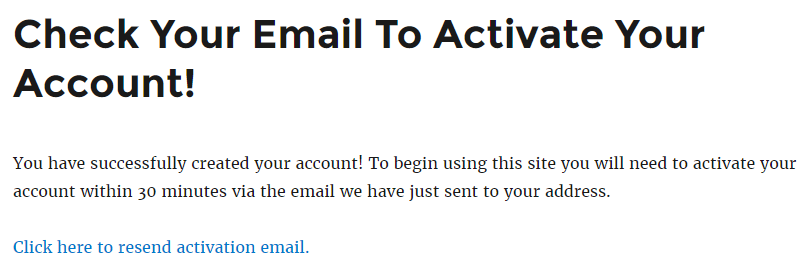 Check Your Email To Activate Your
Account!
You have successfully created your account! To begin using this site you will need to activate your
account within 30 minutes via the email we have just sent to your address.
Click here to resend activation email.